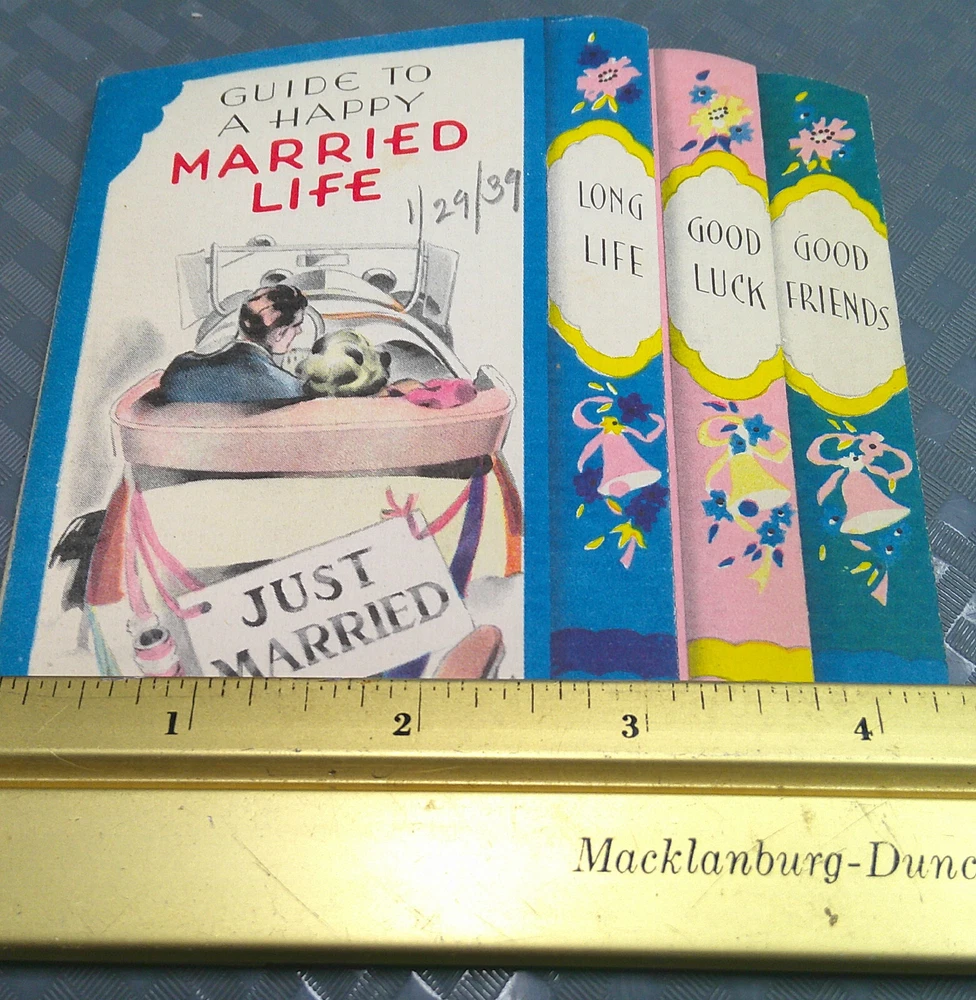 GUIDE TO
A HAPPY
MARRIED
LIFE
1/29/39
JUST
MARRIED
LONG
LIFE
GOOD
LUCK
GOOD
FRIENDS
1 2 3 4
Macklanburg-Dunc